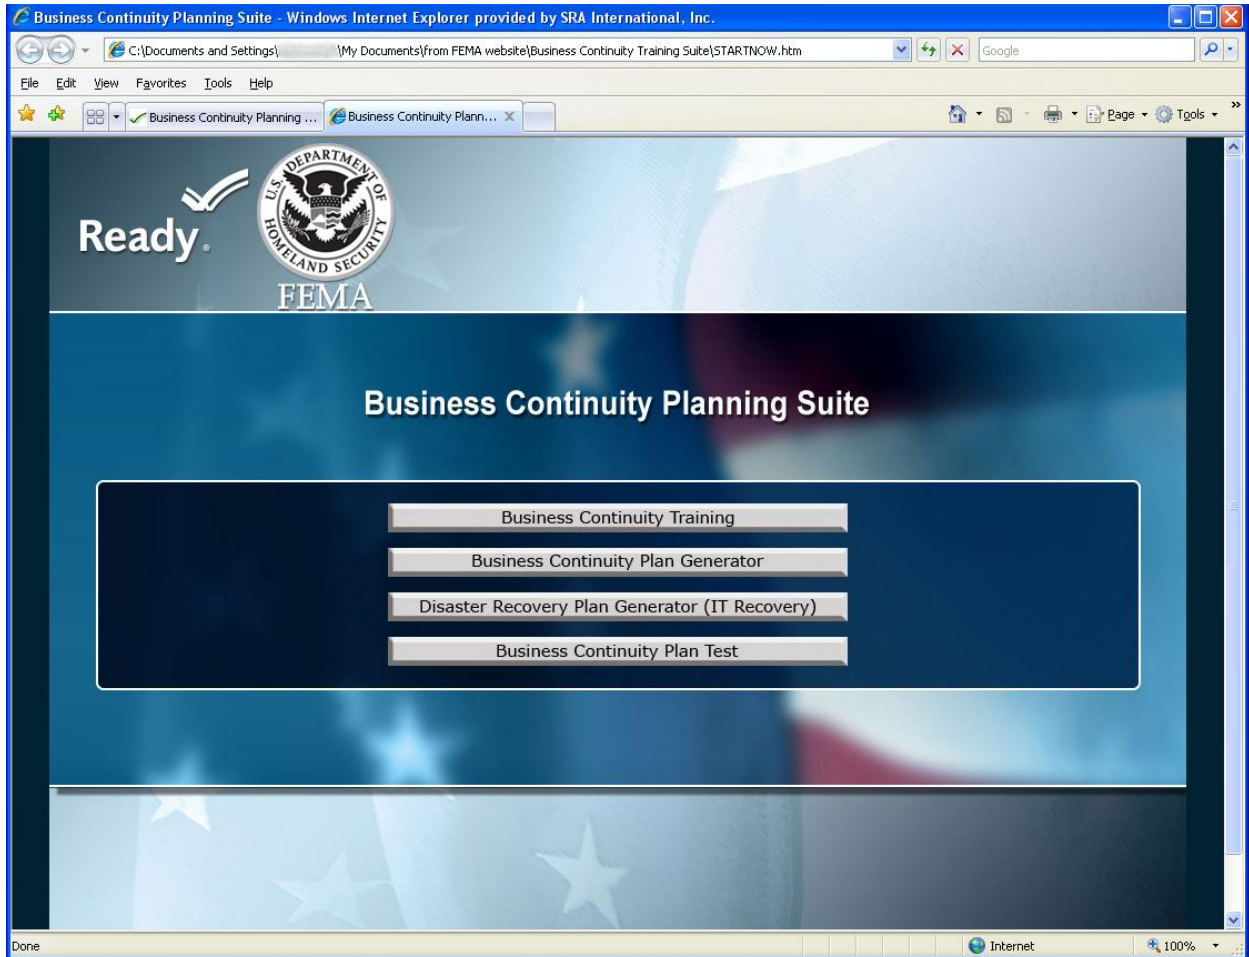 Business Continuity Planning Suite - Windows Internet Explorer provided by SRA International, Inc.
C:\Documents and Settings\ \My Documents\from FEMA website\Business Continuity Training Suite\STARTNOW.htm
Google
File Edit View Favorites Tools Help
Business Continuity Planning ... Business Continuity Plann... X Page Tools »
Ready®
U.S. DEPARTMENT OF HOMELAND SECURITY
FEMA
Business Continuity Planning Suite
Business Continuity Training
Business Continuity Plan Generator
Disaster Recovery Plan Generator (IT Recovery)
Business Continuity Plan Test
Done Internet 100%